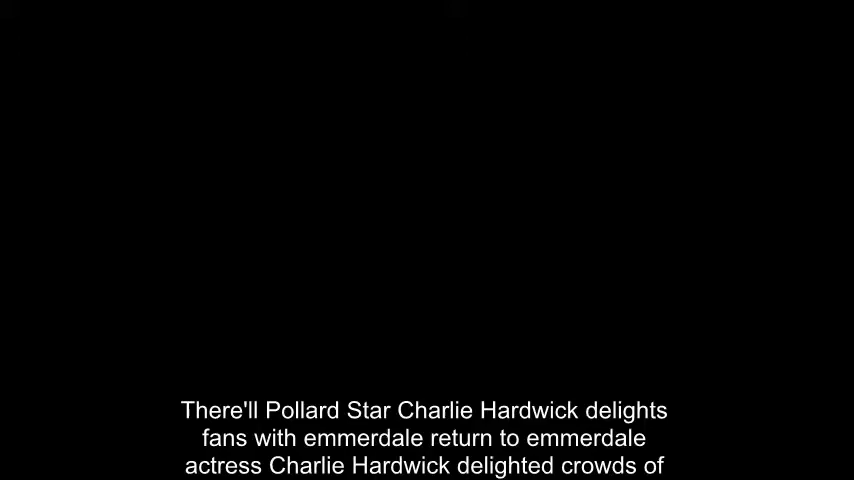 There'll Pollard Star Charlie Hardwick delights
fans with emmerdale return to emmerdale
actress Charlie Hardwick delighted crowds of